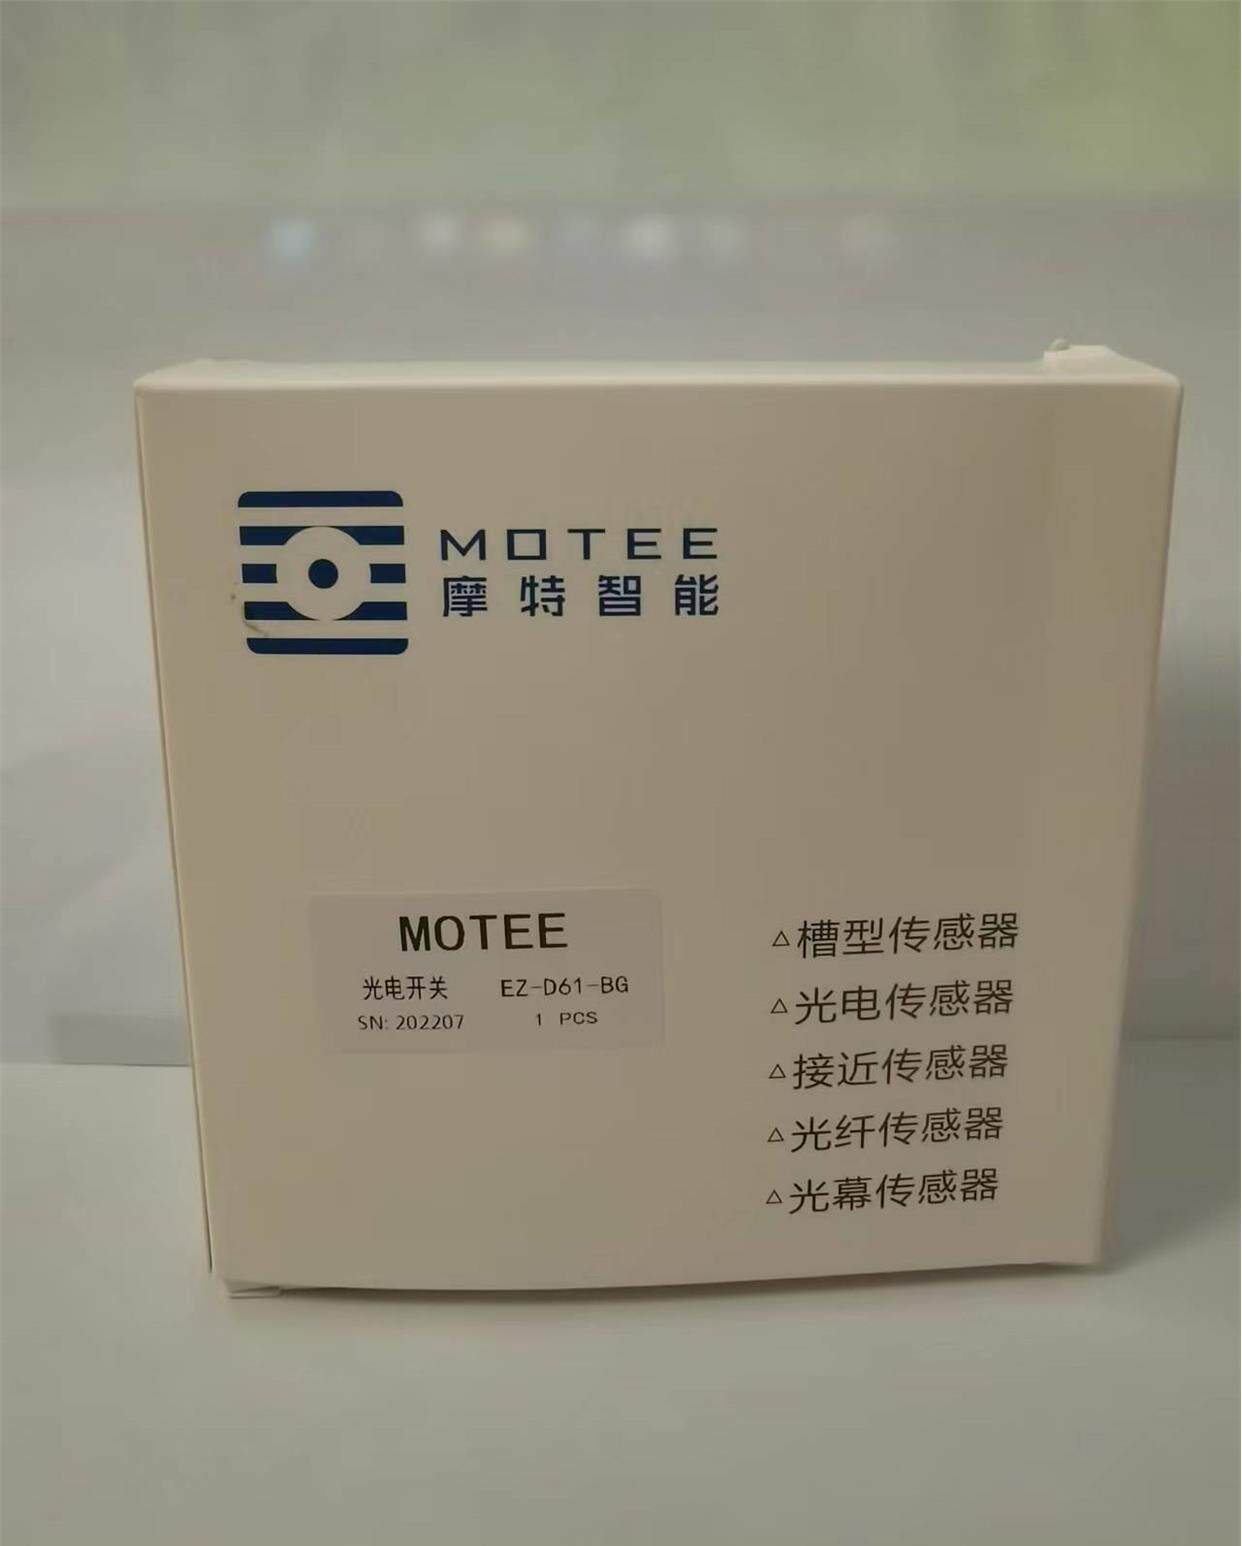 MOTEE
摩特智能
MOTEE
光电开关 EZ-D61-BG
SN: 202207 1 PCS
△槽型传感器
△光电传感器
△接近传感器
△光纤传感器
△光幕传感器